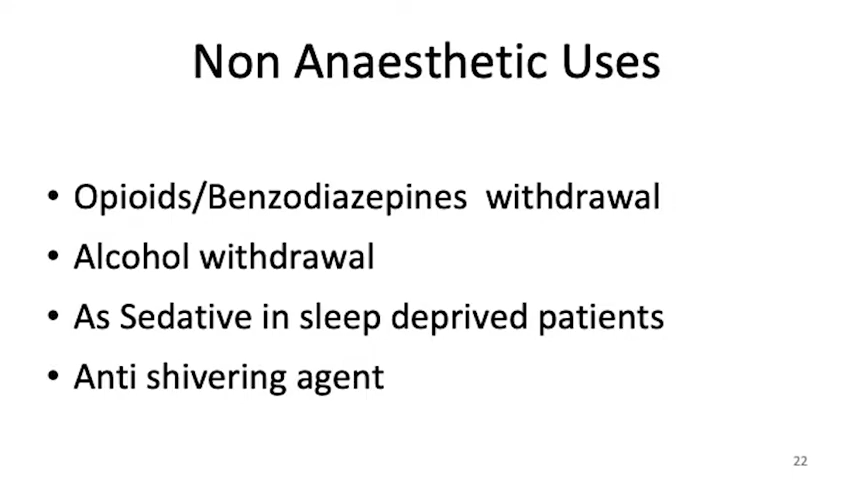 Non Anaesthetic Uses
• Opioids/Benzodiazepines  withdrawal
• Alcohol withdrawal
• As Sedative in sleep deprived patients
• Anti shivering agent
22